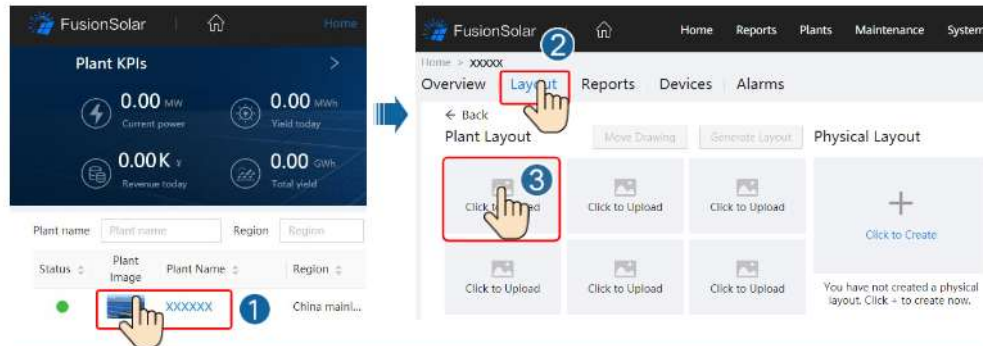 FusionSolar
Home
Plant KPIs >
0.00 MW
Current power
0.00 MWh
Yield today
0.00K ¥
Revenue today
0.00 GWh
Total yield
Plant name Plant name Region Region
Status Plant Image Plant Name Region
XXXXXX China mainl...
1
FusionSolar Home Reports Plants Maintenance System
2
Home > XXXXX
Overview Layout Reports Devices Alarms
← Back
Plant Layout Move Drawing Generate Layout Physical Layout
3
Click to Upload Click to Upload Click to Upload
+
Click to Create
Click to Upload Click to Upload Click to Upload
You have not created a physical
layout. Click + to create now.